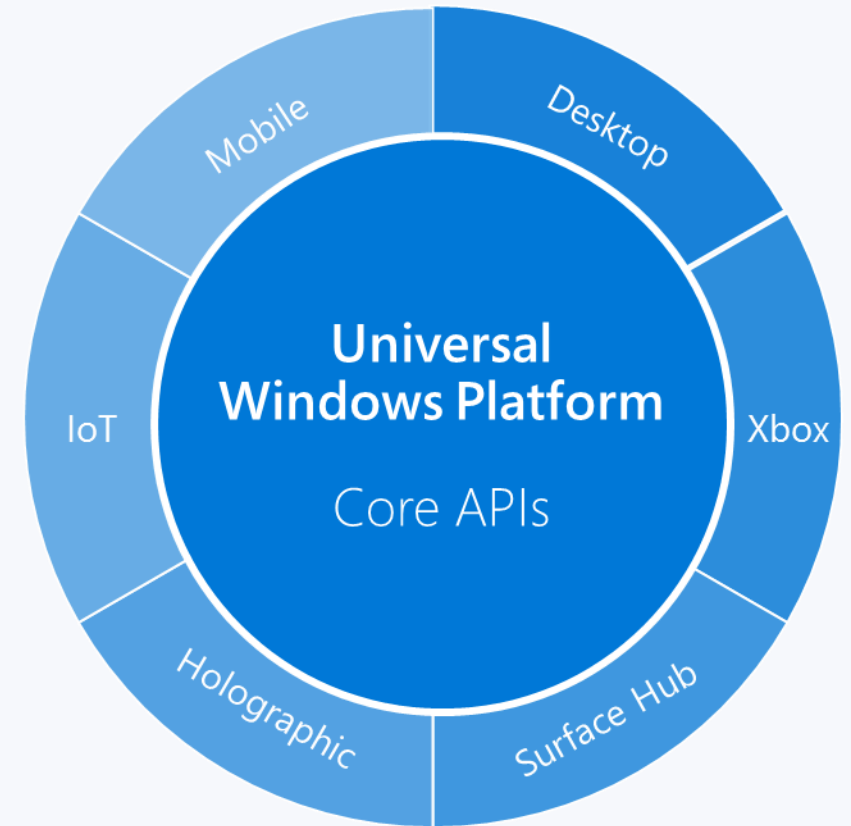 Mobile
Desktop
Universal
Windows Platform
IoT
Xbox
Core APIs
Holographic
Surface Hub